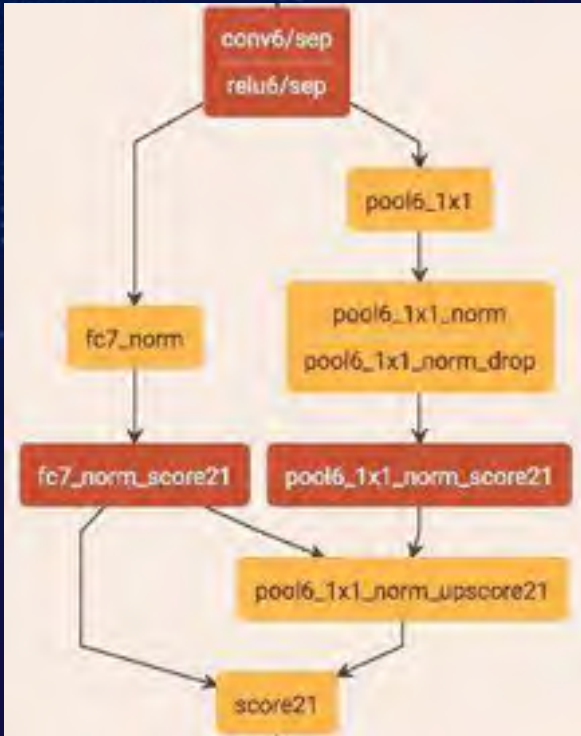 conv6/sep
relu6/sep
pool6_1x1
pool6_1x1_norm
pool6_1x1_norm_drop
fc7_norm
fc7_norm_score21
pool6_1x1_norm_score21
pool6_1x1_norm_upscore21
score21